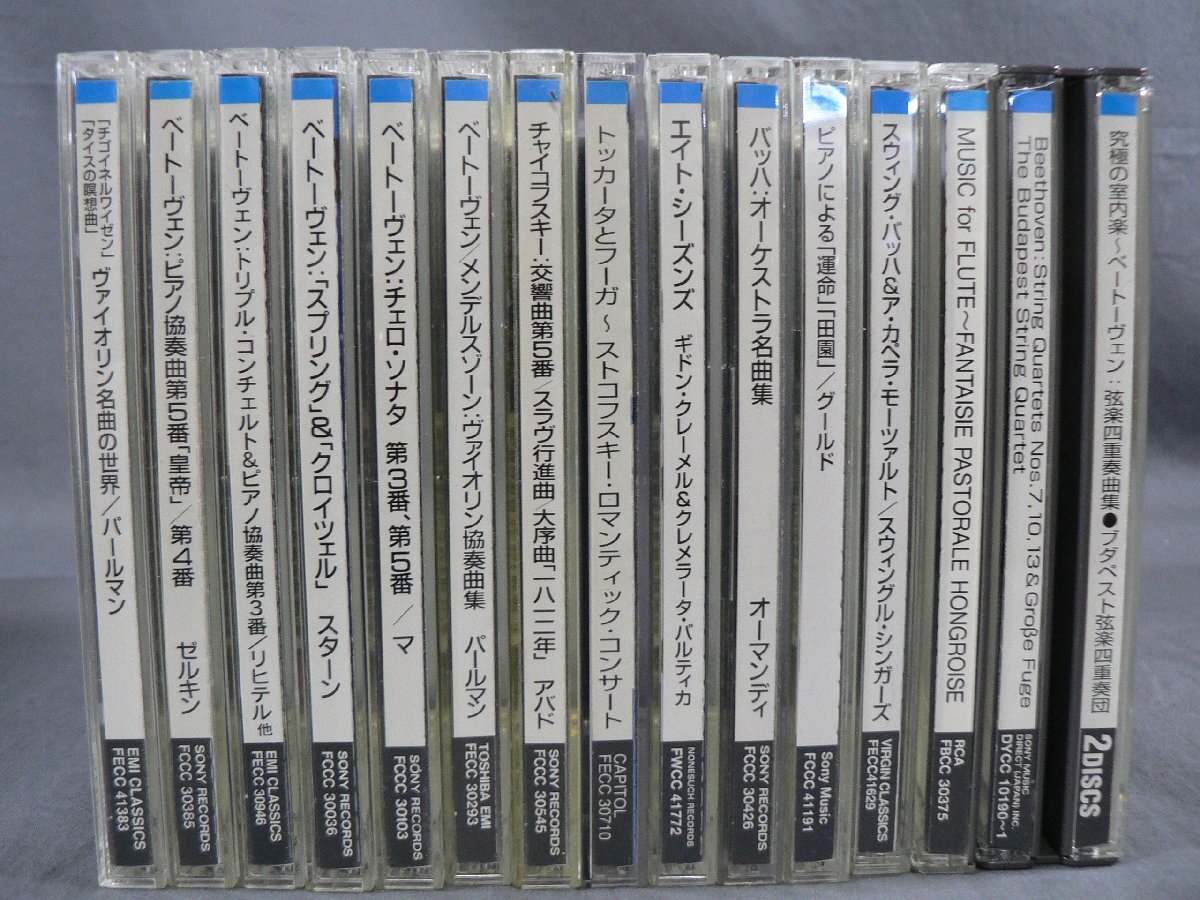 「チゴイネルワイゼン」
「タイスの瞑想曲」
ヴァイオリン名曲の世界/パールマン
EMI CLASSICS
FECC 41383
ベートーヴェン:ピアノ協奏曲第5番「皇帝」/第4番 ゼルキン
SONY RECORDS
FCCC 30385
ベートーヴェン:トリプル・コンチェルト&ピアノ協奏曲第3番/リヒテル 他
EMI CLASSICS
FECC 30946
ベートーヴェン:「スプリング」&「クロイツェル」 スターン
SONY RECORDS
FCCC 30036
ベートーヴェン:チェロ・ソナタ 第3番、第5番 /マ
SONY RECORDS
FCCC 30103
ベートーヴェン/メンデルスゾーン:ヴァイオリン協奏曲集 パールマン
TOSHIBA EMI
FECC 30293
チャイコフスキー:交響曲第5番/スラヴ行進曲 大序曲「一八一二年」 アバド
SONY RECORDS
FCCC 30545
トッカータとフーガ～ストコフスキー・ロマンティック・コンサート
CAPITOL
FECC 30710
エイト・シーズンズ ギドン・クレーメル&クレメラータ・バルティカ
NONESUCH RECORDS
FWCC 41772
バッハ:オーケストラ名曲集 オーマンディ
SONY RECORDS
FCCC 30426
ピアノによる「運命」「田園」/グールド
Sony Music
FCCC 41191
スウィング・バッハ&ア・カペラ・モーツァルト/スウィングル・シンガーズ
VIRGIN CLASSICS
FECC41629
MUSIC for FLUTE～FANTAISIE PASTORALE HONGROISE
RCA
FBCC 30375
Beethoven:String Quartets Nos.7,10,13&Große Fuge
The Budapest String Quartet
SONY MUSIC
DIRECT (JAPAN) INC.
DYCC 10190~1
究極の室内楽～ベートーヴェン:弦楽四重奏曲集●ブダペスト弦楽四重奏団
2DISCS